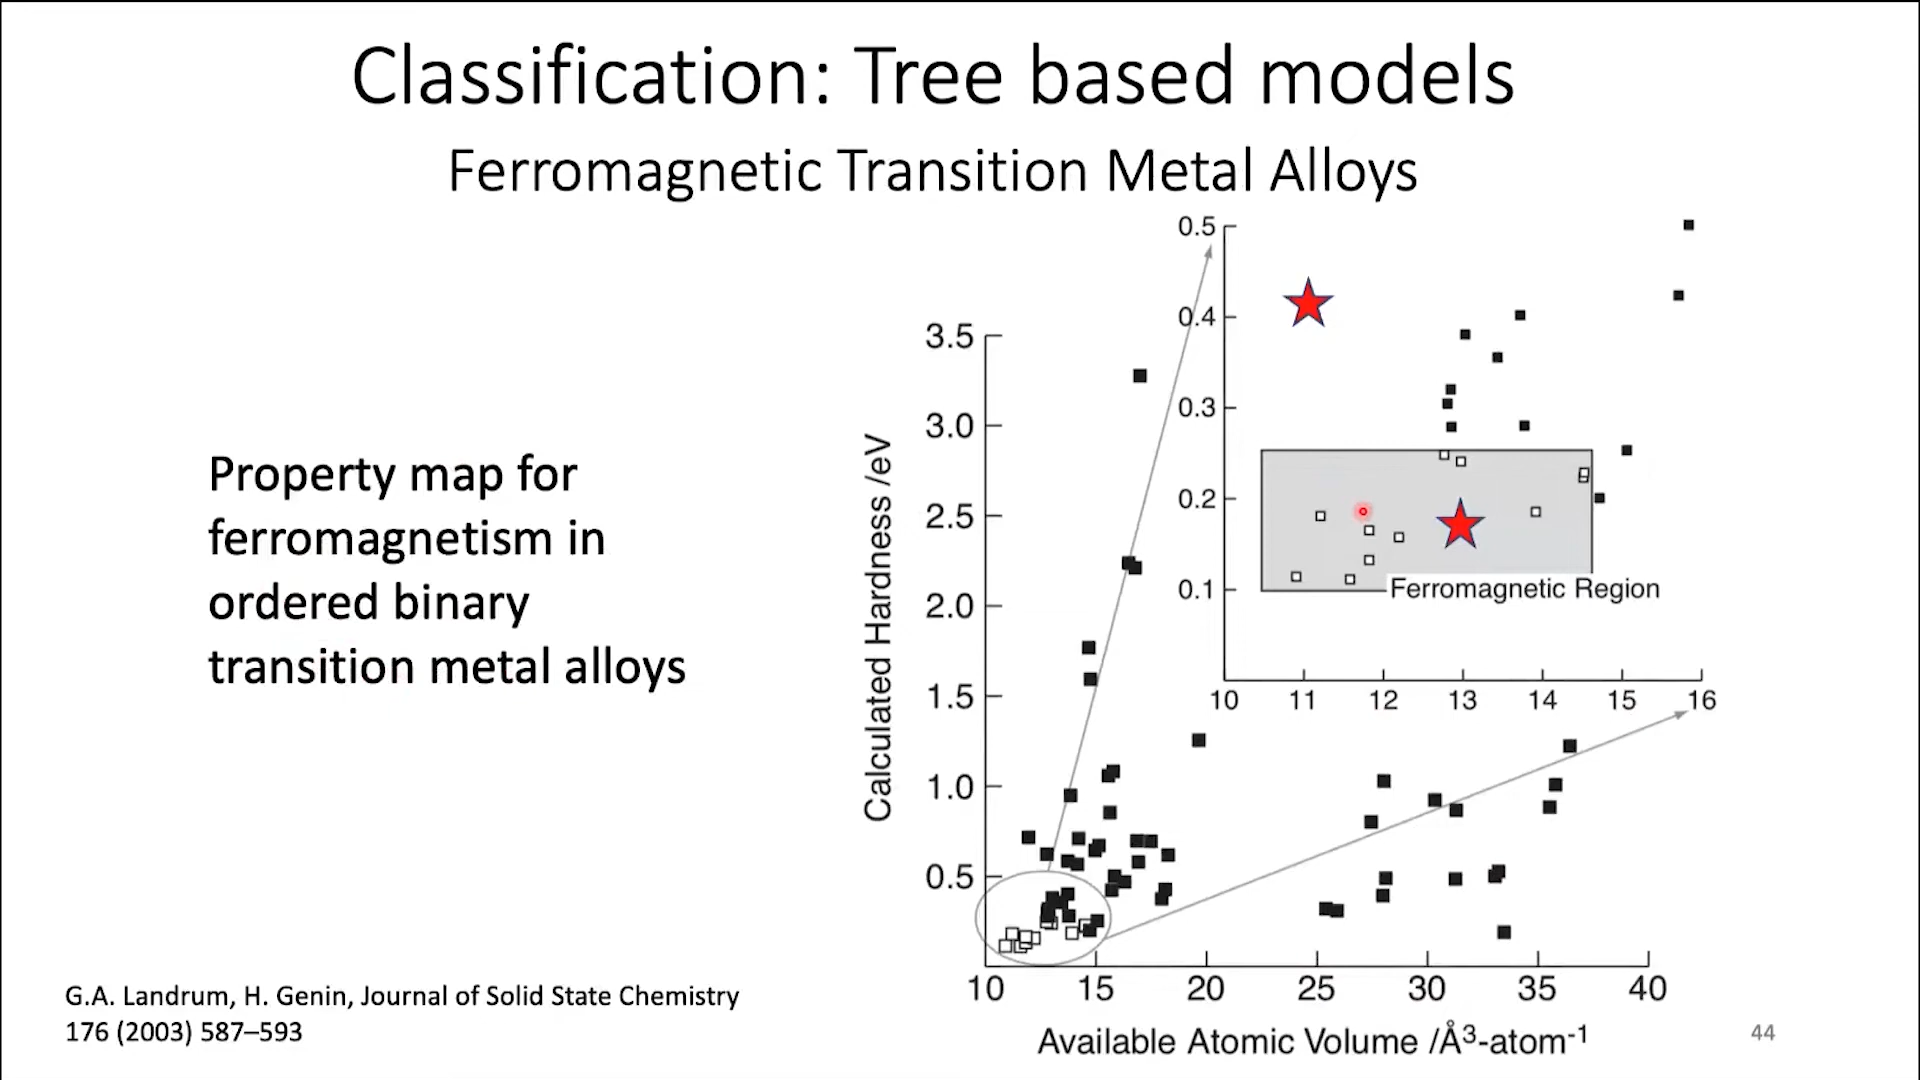 Classification: Tree based models
Ferromagnetic Transition Metal Alloys
Property map for
ferromagnetism in
ordered binary
transition metal alloys
G.A. Landrum, H. Genin, Journal of Solid State Chemistry
176 (2003) 587–593
Calculated Hardness /eV
3.5
3.0
2.5
2.0
1.5
1.0
0.5
10 15 20 25 30 35 40
Available Atomic Volume /Å³-atom⁻¹
0.5
0.4
0.3
0.2
0.1
Ferromagnetic Region
10 11 12 13 14 15 16
44